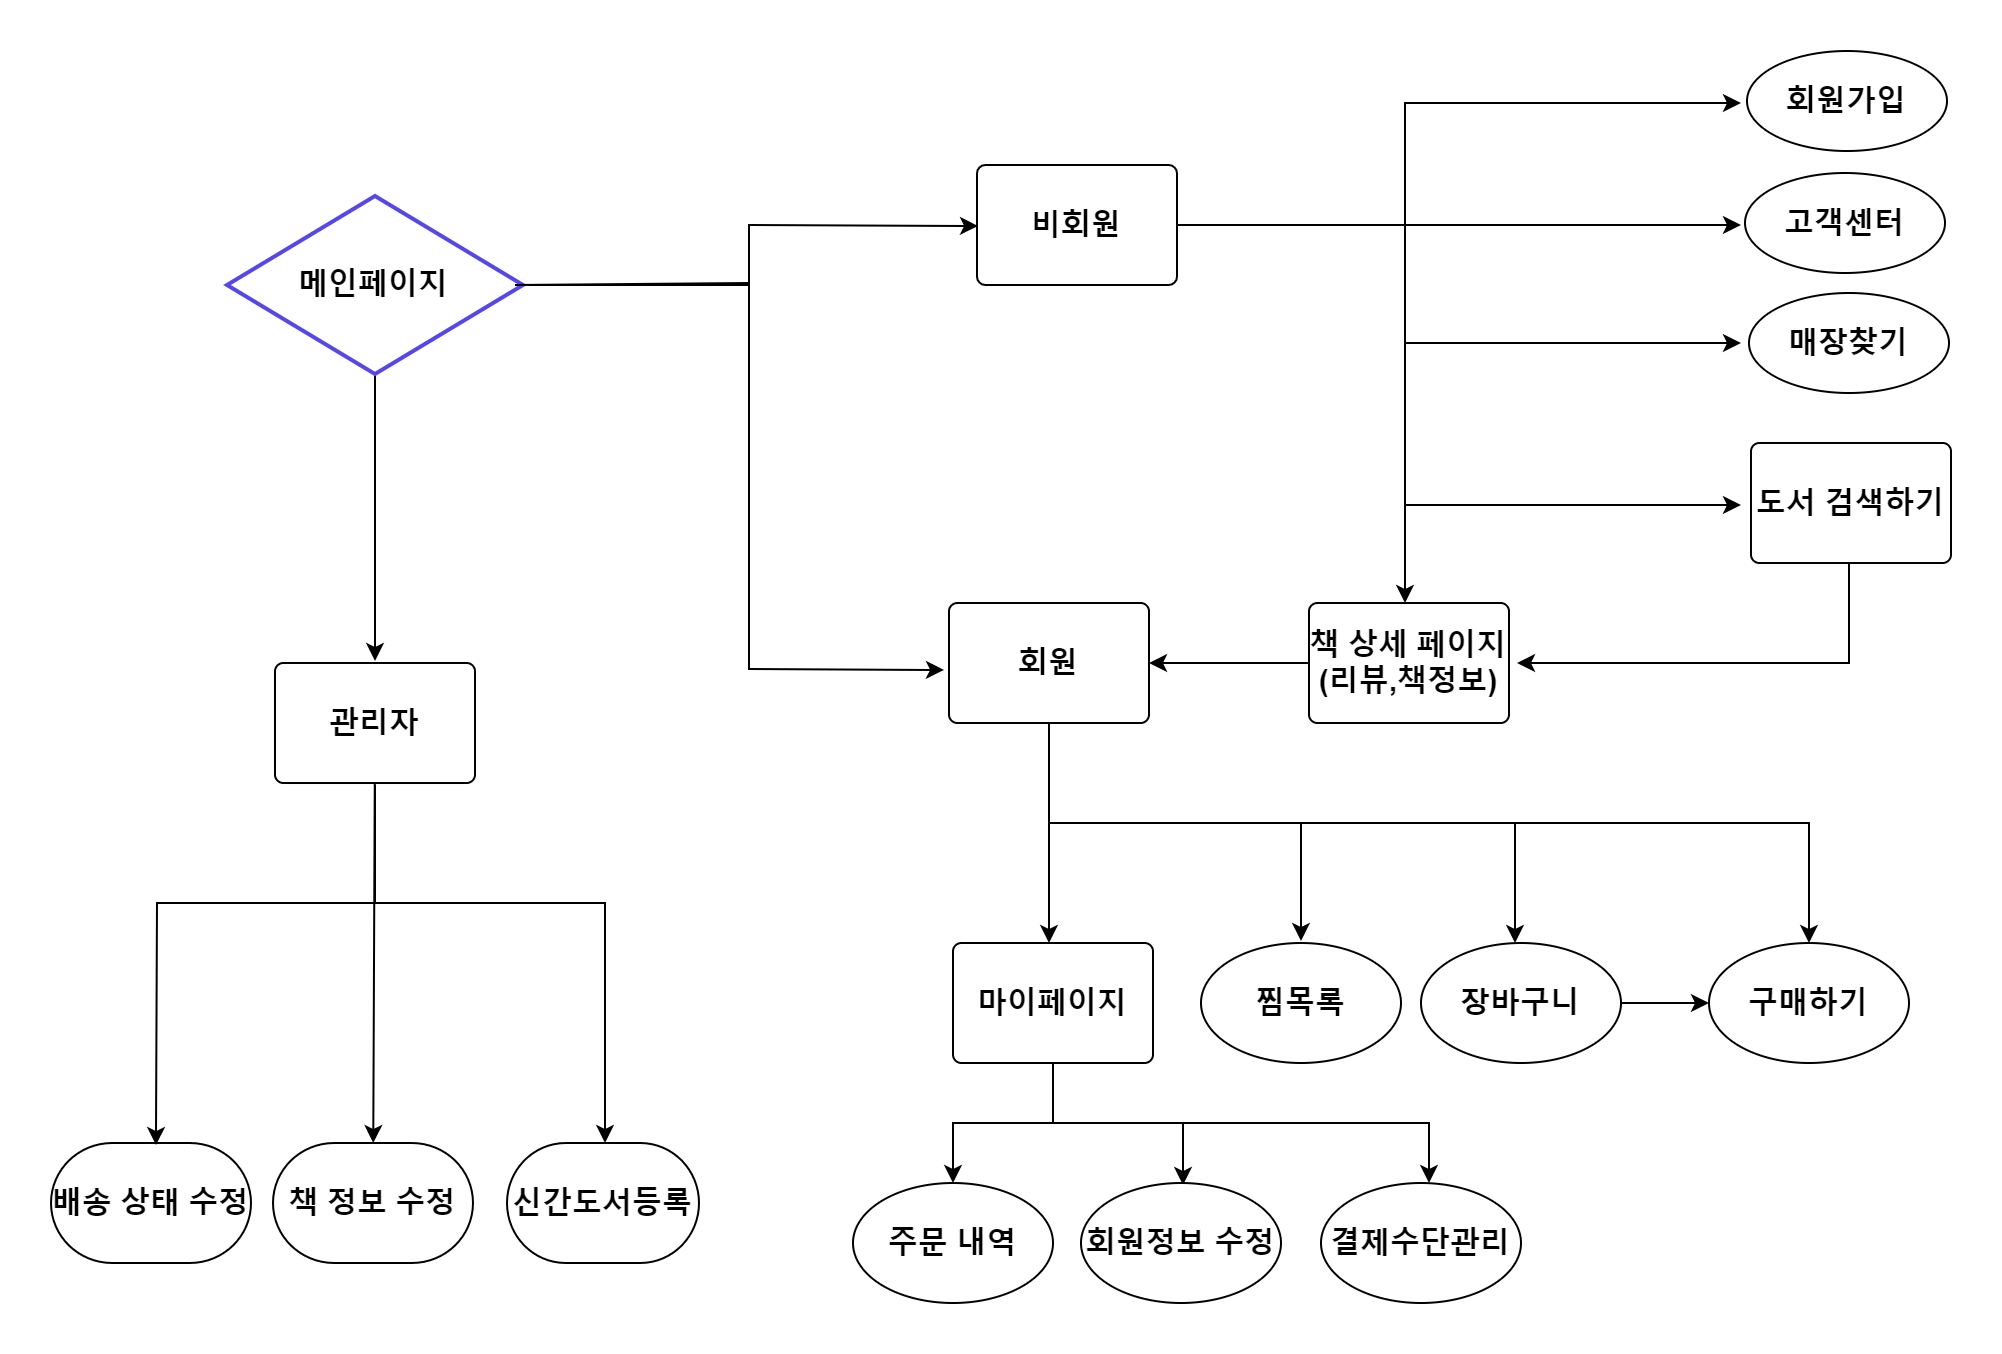 회원가입
비회원
고객센터
메인페이지
매장찾기
도서 검색하기
회원
책 상세 페이지
(리뷰,책정보)
관리자
마이페이지
찜목록
장바구니
구매하기
배송 상태 수정
책 정보 수정
신간도서등록
주문 내역
회원정보 수정
결제수단관리